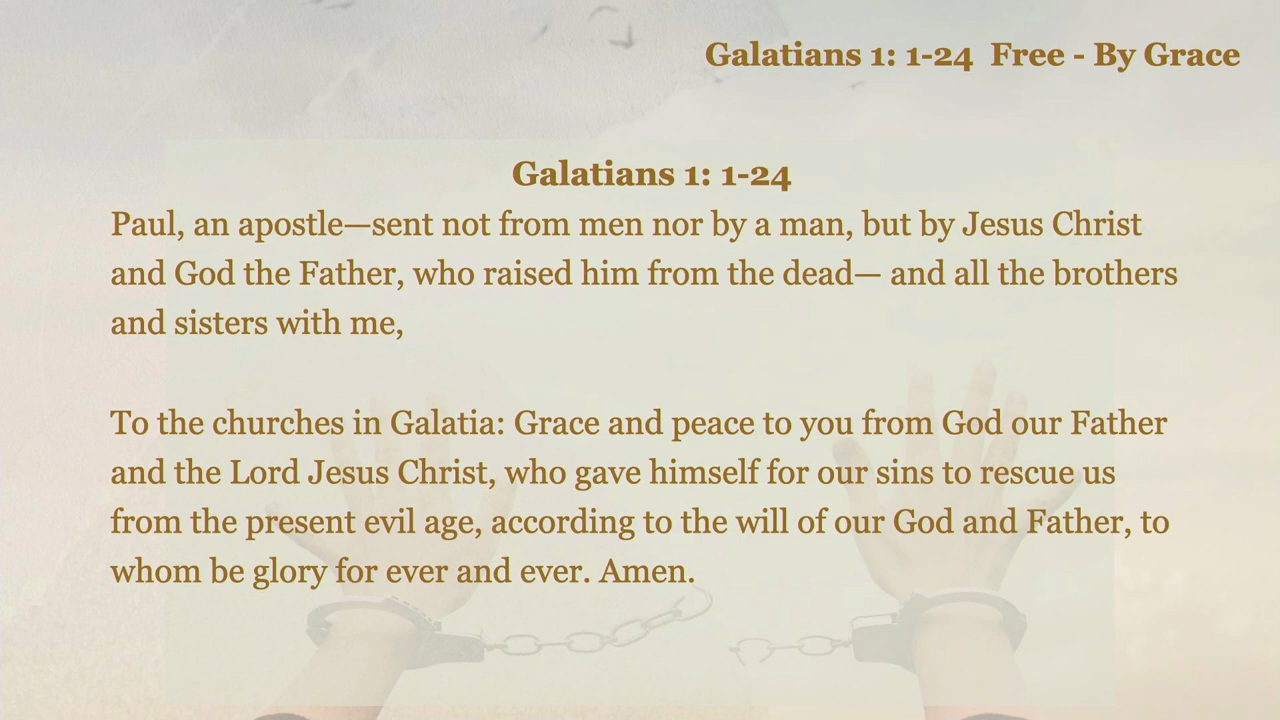 Galatians 1: 1-24  Free - By Grace
Galatians 1: 1-24
Paul, an apostle—sent not from men nor by a man, but by Jesus Christ
and God the Father, who raised him from the dead— and all the brothers
and sisters with me,
To the churches in Galatia: Grace and peace to you from God our Father
and the Lord Jesus Christ, who gave himself for our sins to rescue us
from the present evil age, according to the will of our God and Father, to
whom be glory for ever and ever. Amen.